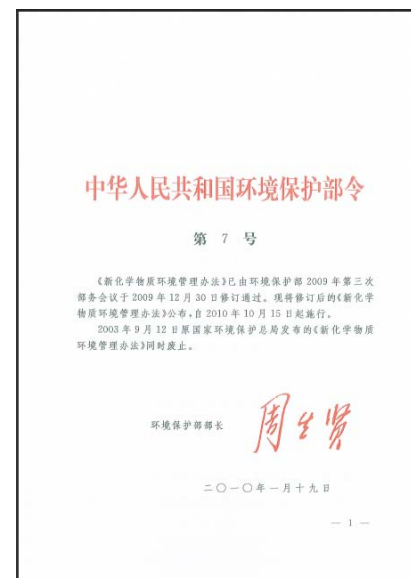 中华人民共和国环境保护部令
第 7 号
《新化学物质环境管理办法》已由环境保护部 2009 年第三次
部务会议于 2009 年 12 月 30 日修订通过。现将修订后的《新化学
物质环境管理办法》公布，自 2010 年 10 月 15 日起施行。
2003 年 9 月 12 日原国家环境保护总局发布的《新化学物质
环境管理办法》同时废止。
环境保护部部长 周生贤
二〇一〇年一月十九日
— 1 —